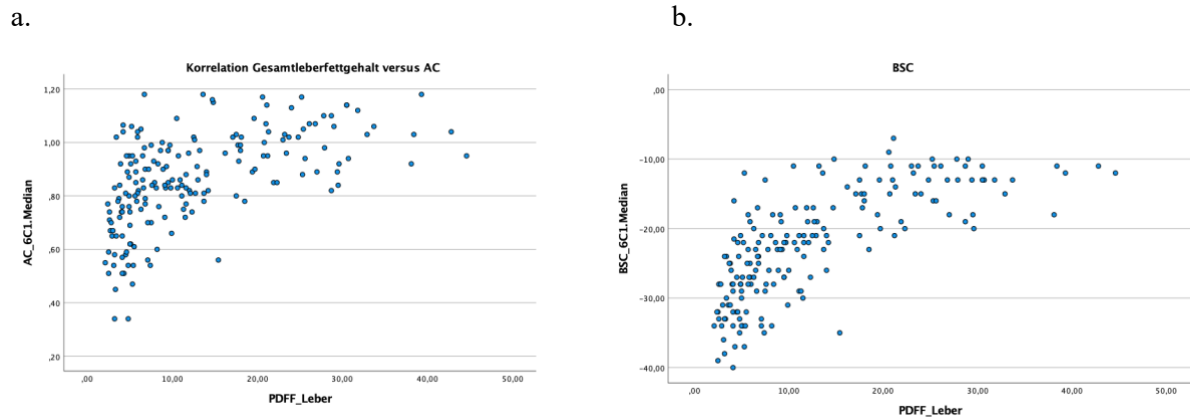 a.
b.
Korrelation Gesamtleberfettgehalt versus AC
AC_6C1.Median
1,20
1,00
,80
,60
,40
,20
,00
10,00
20,00
30,00
40,00
50,00
PDFF_Leber
BSC
BSC_6C1.Median
,00
-10,00
-20,00
-30,00
-40,00
,00
10,00
20,00
30,00
40,00
50,00
PDFF_Leber